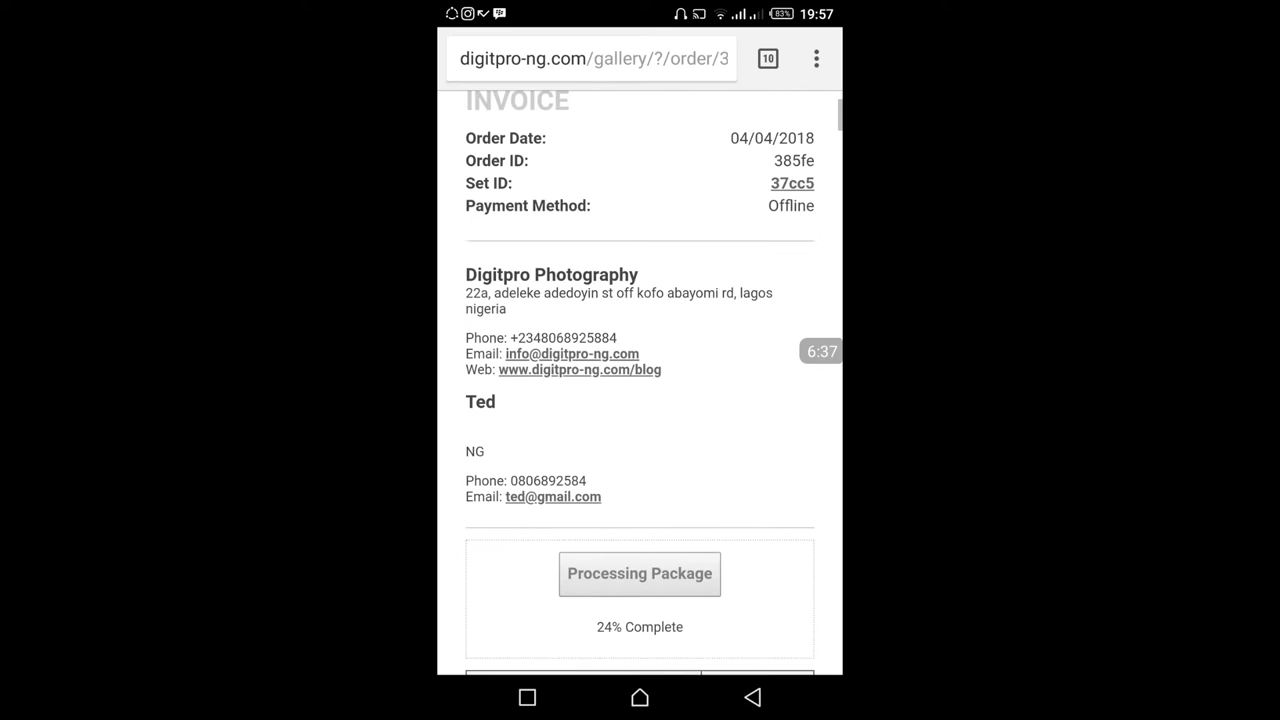 83% 19:57
digitpro-ng.com/gallery/?/order/3
10
INVOICE
Order Date: 04/04/2018
Order ID: 385fe
Set ID: 37cc5
Payment Method: Offline
Digitpro Photography
22a, adeleke adedoyin st off kofo abayomi rd, lagos
nigeria
Phone: +2348068925884
Email: info@digitpro-ng.com
Web: www.digitpro-ng.com/blog
6:37
Ted
NG
Phone: 0806892584
Email: ted@gmail.com
Processing Package
24% Complete